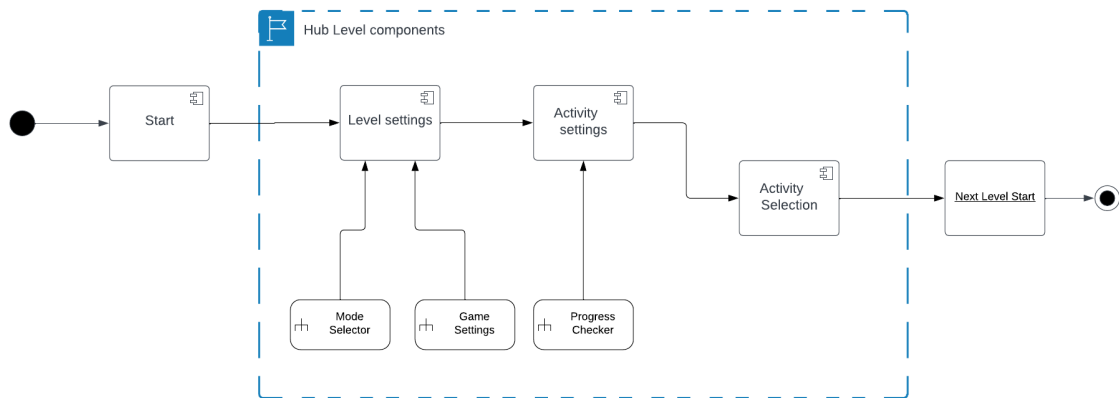 Hub Level components
Start
Level settings
Activity
settings
Activity
Selection
Next Level Start
Mode
Selector
Game
Settings
Progress
Checker